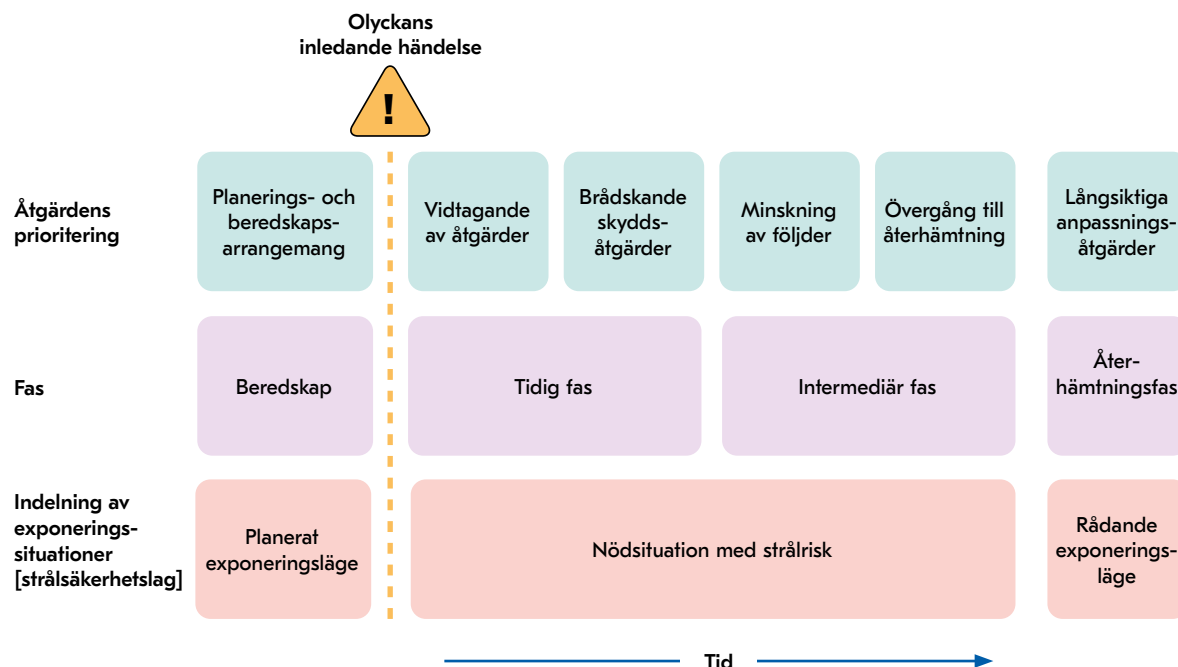 Olyckans
inledande händelse
!
Åtgärdens
prioritering
Planerings- och
beredskaps-
arrangemang
Vidtagande
av åtgärder
Brådskande
skydds-
åtgärder
Minskning
av följder
Övergång till
återhämtning
Långsiktiga
anpassnings-
åtgärder
Fas
Beredskap
Tidig fas
Intermediär fas
Åter-
hämtningsfas
Indelning av
exponerings-
situationer
[strålsäkerhetslag]
Planerat
exponeringsläge
Nödsituation med strålrisk
Rådande
exponerings-
läge
Tid